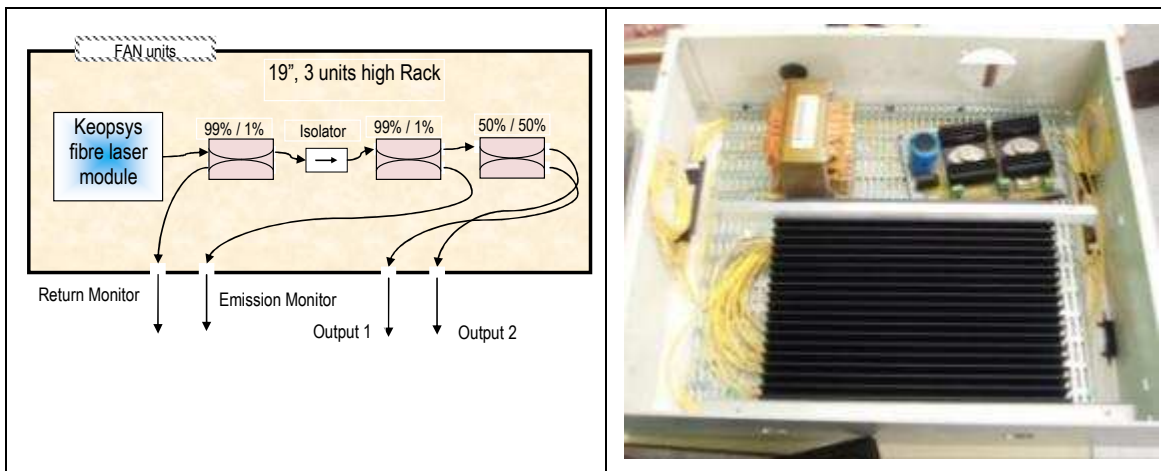 FAN units
19”, 3 units high Rack
Keopsys
fibre laser
module
99% / 1%
Isolator
99% / 1%
50% / 50%
Return Monitor
Emission Monitor
Output 1
Output 2